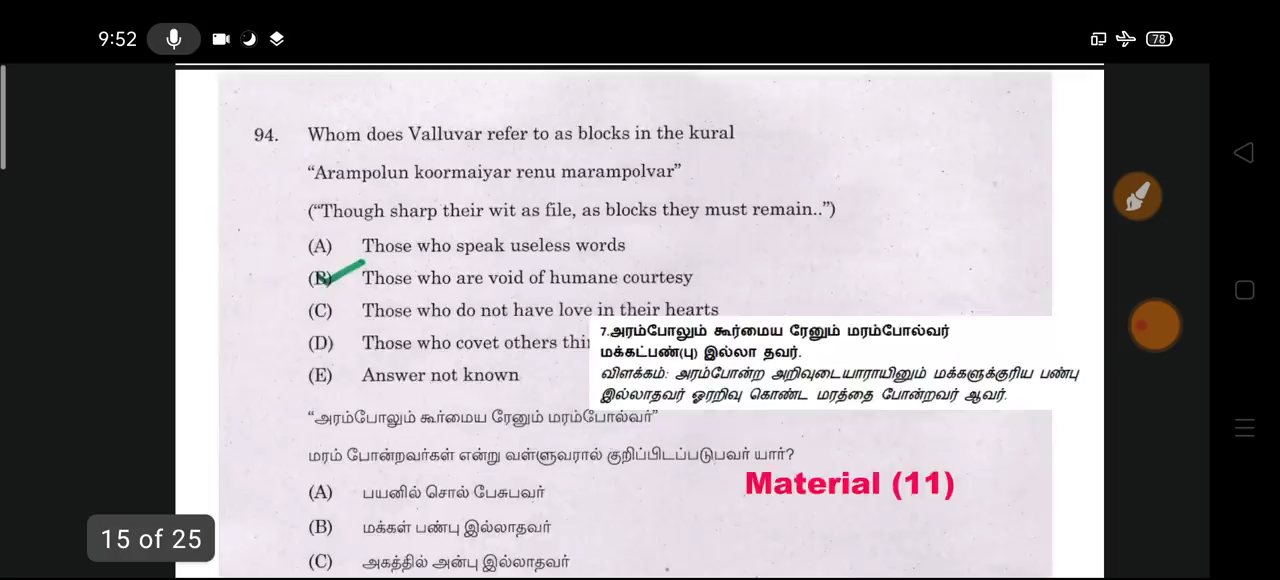 9:52
78
94. Whom does Valluvar refer to as blocks in the kural
“Arampolun koormaiyar renu marampolvar”
(“Though sharp their wit as file, as blocks they must remain..”)
(A) Those who speak useless words
(B) Those who are void of humane courtesy
(C) Those who do not have love in their hearts
(D) Those who covet others
(E) Answer not known
7.அரம்போலும் கூர்மைய ரேனும் மரம்போல்வர்
மக்கட்பண்(பு) இல்லா தவர்.
விளக்கம்: அரம்போன்ற அறிவுடையாராயினும் மக்களுக்குரிய பண்பு
இல்லாதவர் ஓரறிவு கொண்ட மரத்தை போன்றவர் ஆவர்.
“அரம்போலும் கூர்மைய ரேனும் மரம்போல்வர்”
மரம் போன்றவர்கள் என்று வள்ளுவரால் குறிப்பிடப்படுபவர் யார்?
Material (11)
(A) பயனில் சொல் பேசுபவர்
(B) மக்கள் பண்பு இல்லாதவர்
(C) அகத்தில் அன்பு இல்லாதவர்
15 of 25